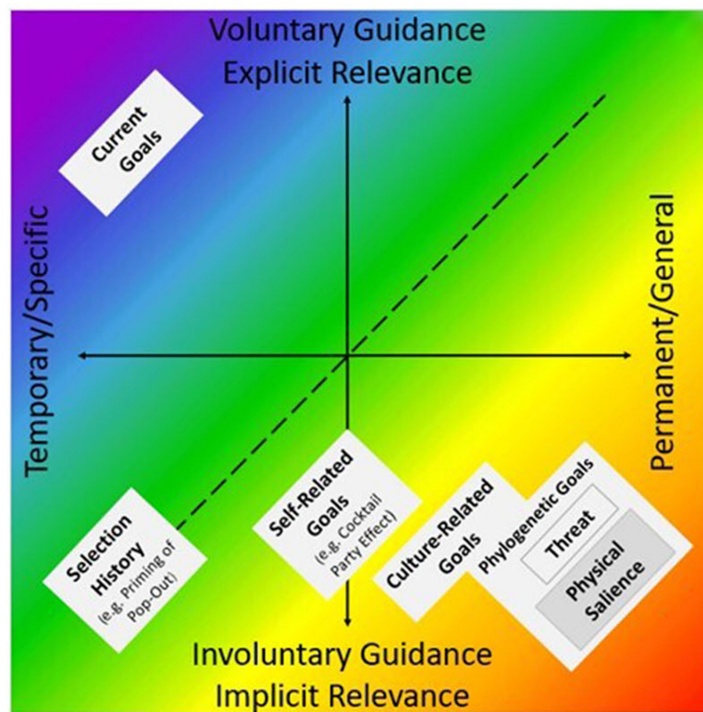 Voluntary Guidance
Explicit Relevance
Current
Goals
Temporary/Specific
Permanent/General
Selection
History
(e.g. Priming of
Pop-Out)
Self-Related
Goals
(e.g. Cocktail
Party Effect)
Culture-Related
Goals
Phylogenetic Goals
Threat
Physical
Salience
Involuntary Guidance
Implicit Relevance